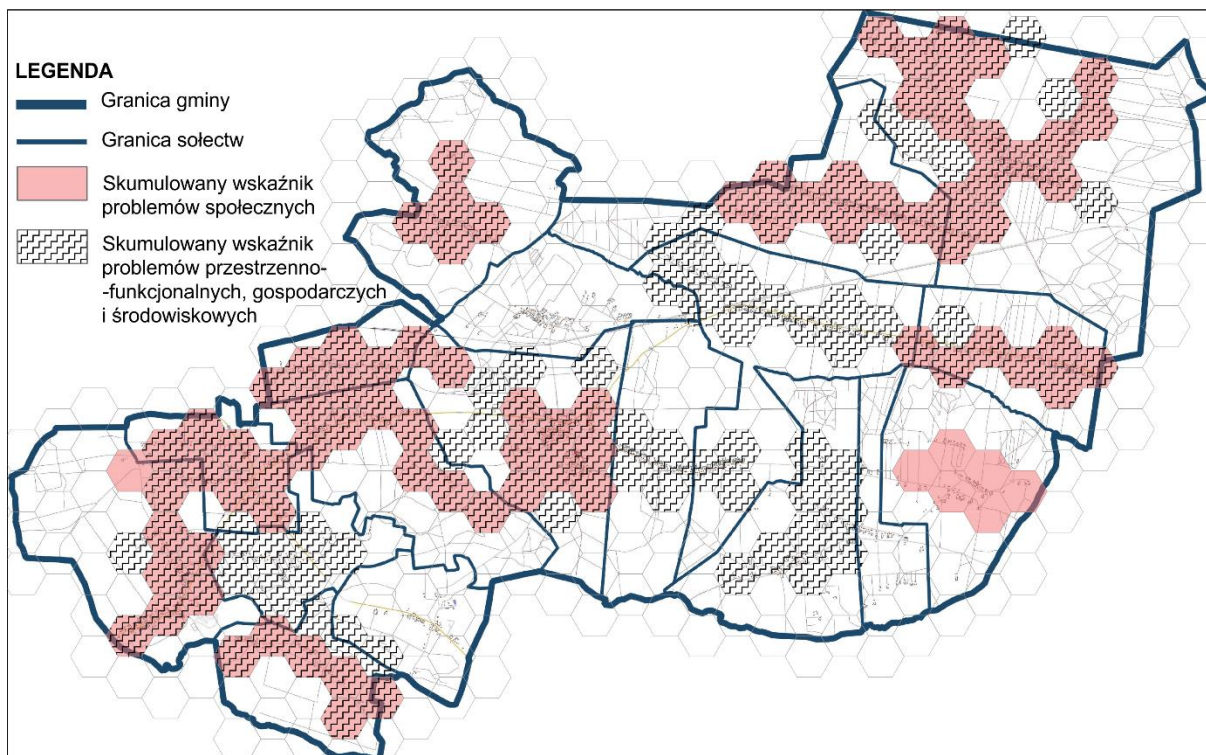 LEGENDA
Granica gminy
Granica sołectw
Skumulowany wskaźnik
problemów społecznych
Skumulowany wskaźnik
problemów przestrzenno-
-funkcjonalnych, gospodarczych
i środowiskowych